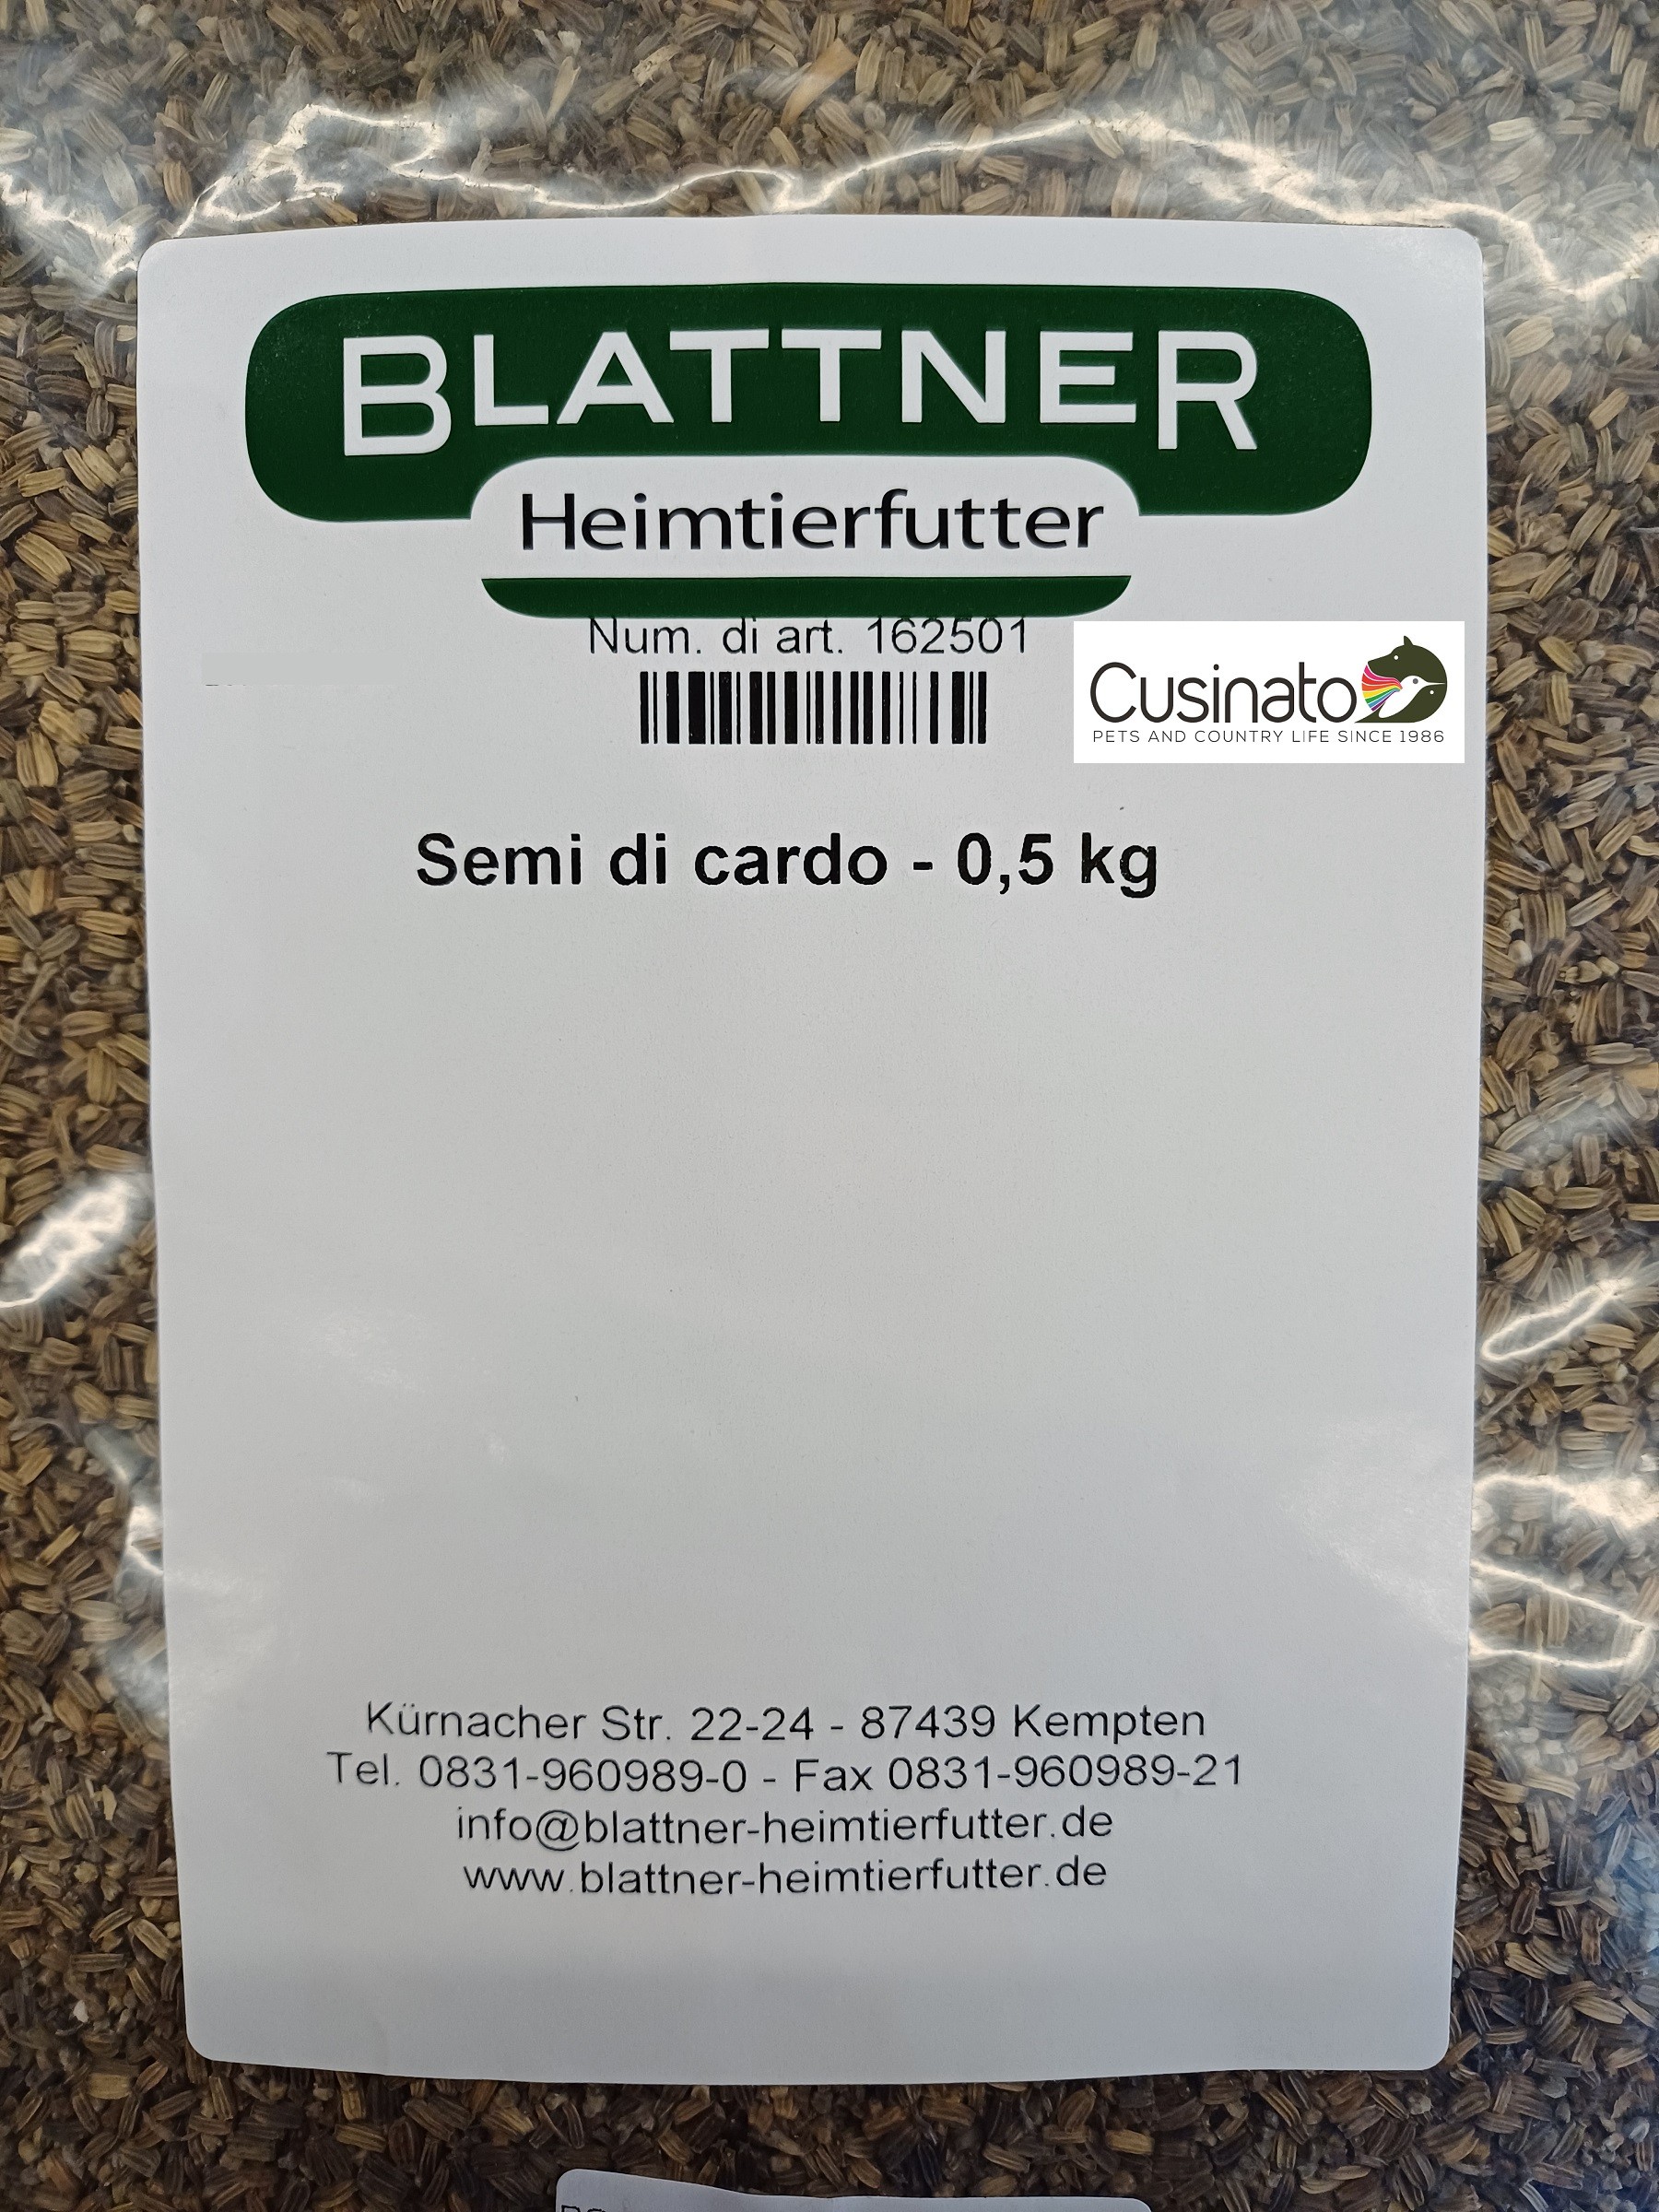 BLATTNER
Heimtierfutter
Num. di art. 162501
Cusinato
PETS AND COUNTRY LIFE SINCE 1986
Semi di cardo - 0,5 kg
Kürnacher Str. 22-24 - 87439 Kempten
Tel. 0831-960989-0 - Fax 0831-960989-21
info@blattner-heimtierfutter.de
www.blattner-heimtierfutter.de